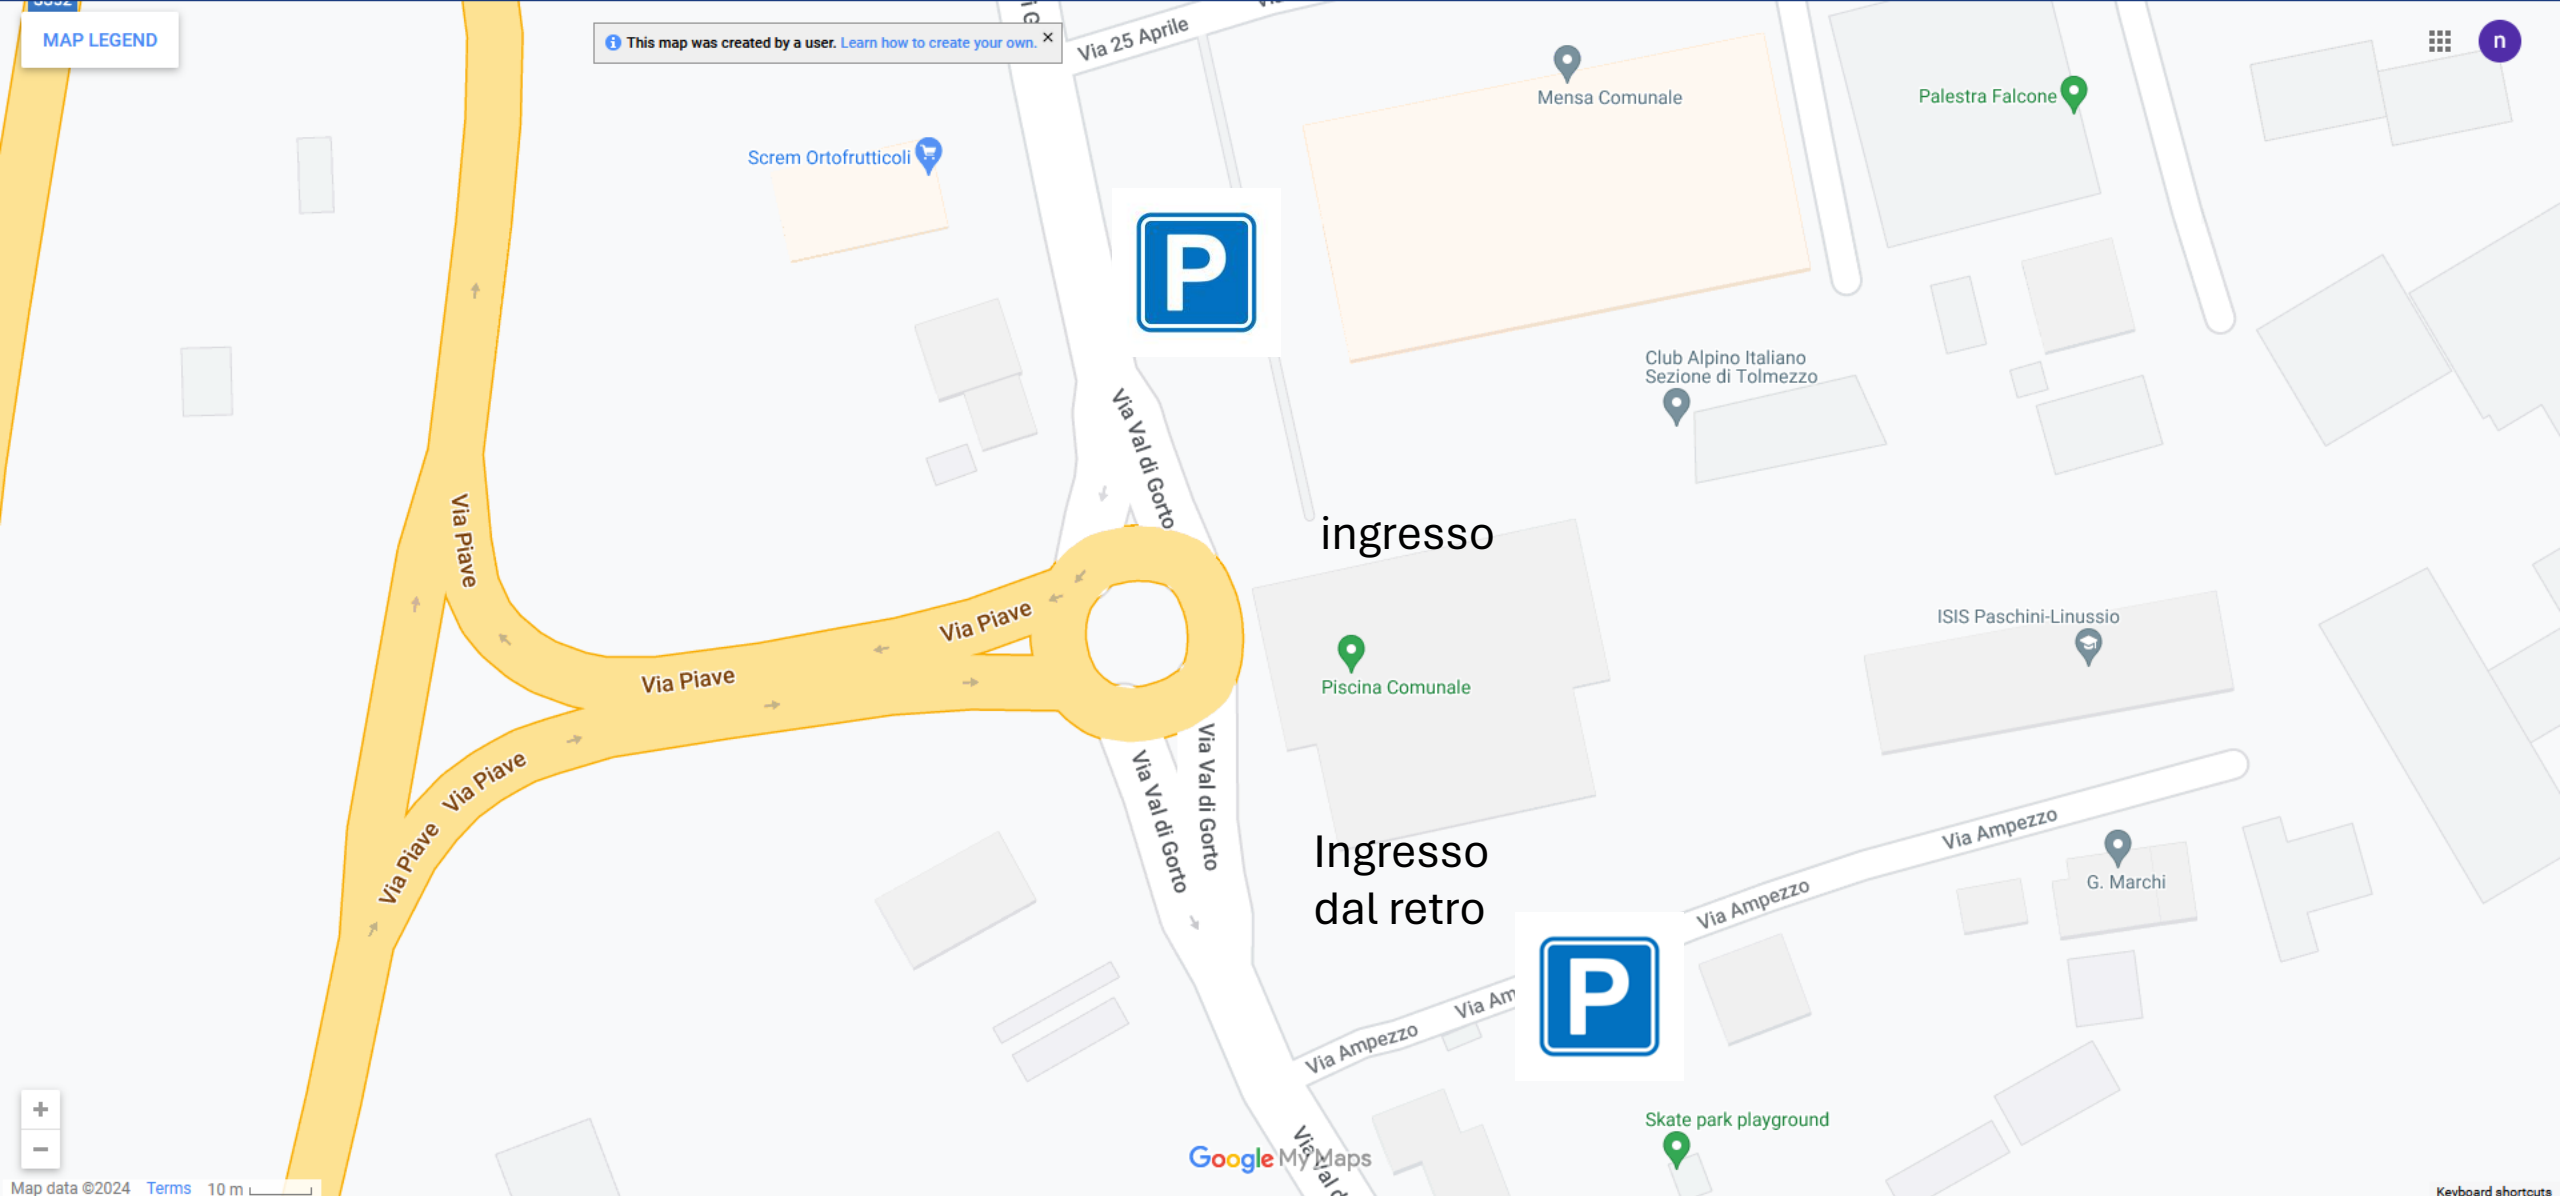 MAP LEGEND
This map was created by a user. Learn how to create your own.
Via 25 Aprile
n
Mensa Comunale
Palestra Falcone
Screm Ortofrutticoli
P
Club Alpino Italiano
Sezione di Tolmezzo
Via Val di Gorto
ingresso
Via Piave
Via Piave
Via Piave
ISIS Paschini-Linussio
Piscina Comunale
Via Piave
Via Piave
Via Val di Gorto
Via Val di Gorto
Via Ampezzo
Ingresso
dal retro
G. Marchi
Via Ampezzo
P
Via Am
Via Ampezzo
Skate park playground
Via Val d
Google My Maps
Map data ©2024 Terms 10 m
Keyboard shortcuts